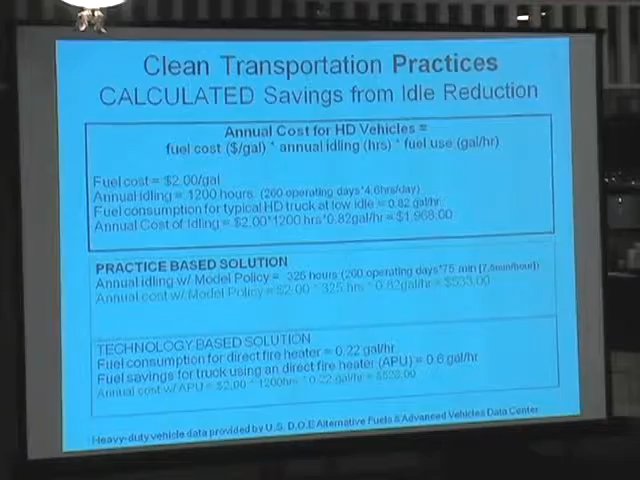 Clean Transportation Practices
CALCULATED Savings from Idle Reduction
Annual Cost for HD Vehicles =
fuel cost ($/gal) * annual idling (hrs) * fuel use (gal/hr)
Fuel cost = $2.00/gal
Annual idling = 1200 hours (260 operating days*4.6hrs/day)
Fuel consumption for typical HD truck at low idle = 0.82 gal/hr
Annual Cost of Idling = $2.00*1200 hrs*0.82gal/hr = $1,968.00
PRACTICE BASED SOLUTION
Annual idling w/ Model Policy = 325 hours (260 operating days*75 min [7.5min/hour])
Annual cost w/ Model Policy = $2.00 * 325 hrs * 0.82gal/hr = $533.00
TECHNOLOGY BASED SOLUTION
Fuel consumption for direct fire heater = 0.22 gal/hr
Fuel savings for truck using an direct fire heater (APU) = 0.6 gal/hr
Annual cost w/ APU = $2.00 * 1200hrs * 0.22 gal/hr = $528.00
Heavy-duty vehicle data provided by U.S. D.O.E Alternative Fuels & Advanced Vehicles Data Center